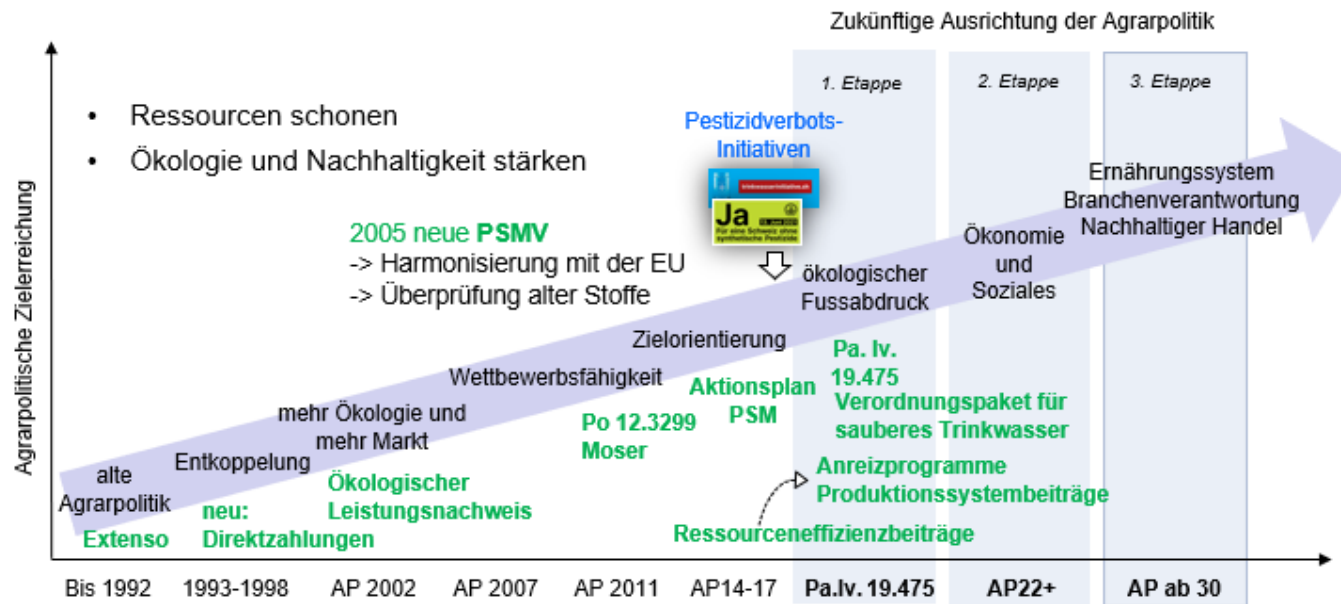 Zukünftige Ausrichtung der Agrarpolitik
1. Etappe
2. Etappe
3. Etappe
• Ressourcen schonen
• Ökologie und Nachhaltigkeit stärken
Pestizidverbots-
Initiativen
trinkwasserinitiative.ch
Ja
Für eine Schweiz ohne
synthetische Pestizide
2005 neue PSMV
-> Harmonisierung mit der EU
-> Überprüfung alter Stoffe
Agrarpolitische Zielerreichung
alte
Agrarpolitik
Entkoppelung
mehr Ökologie und
mehr Markt
Wettbewerbsfähigkeit
Zielorientierung
ökologischer
Fussabdruck
Ökonomie
und
Soziales
Ernährungssystem
Branchenverantwortung
Nachhaltiger Handel
Extenso
neu:
Direktzahlungen
Ökologischer
Leistungsnachweis
Po 12.3299
Moser
Aktionsplan
PSM
Pa. Iv.
19.475
Verordnungspaket für
sauberes Trinkwasser
Anreizprogramme
Produktionssystembeiträge
Ressourceneffizienzbeiträge
Bis 1992
1993-1998
AP 2002
AP 2007
AP 2011
AP14-17
Pa.Iv. 19.475
AP22+
AP ab 30